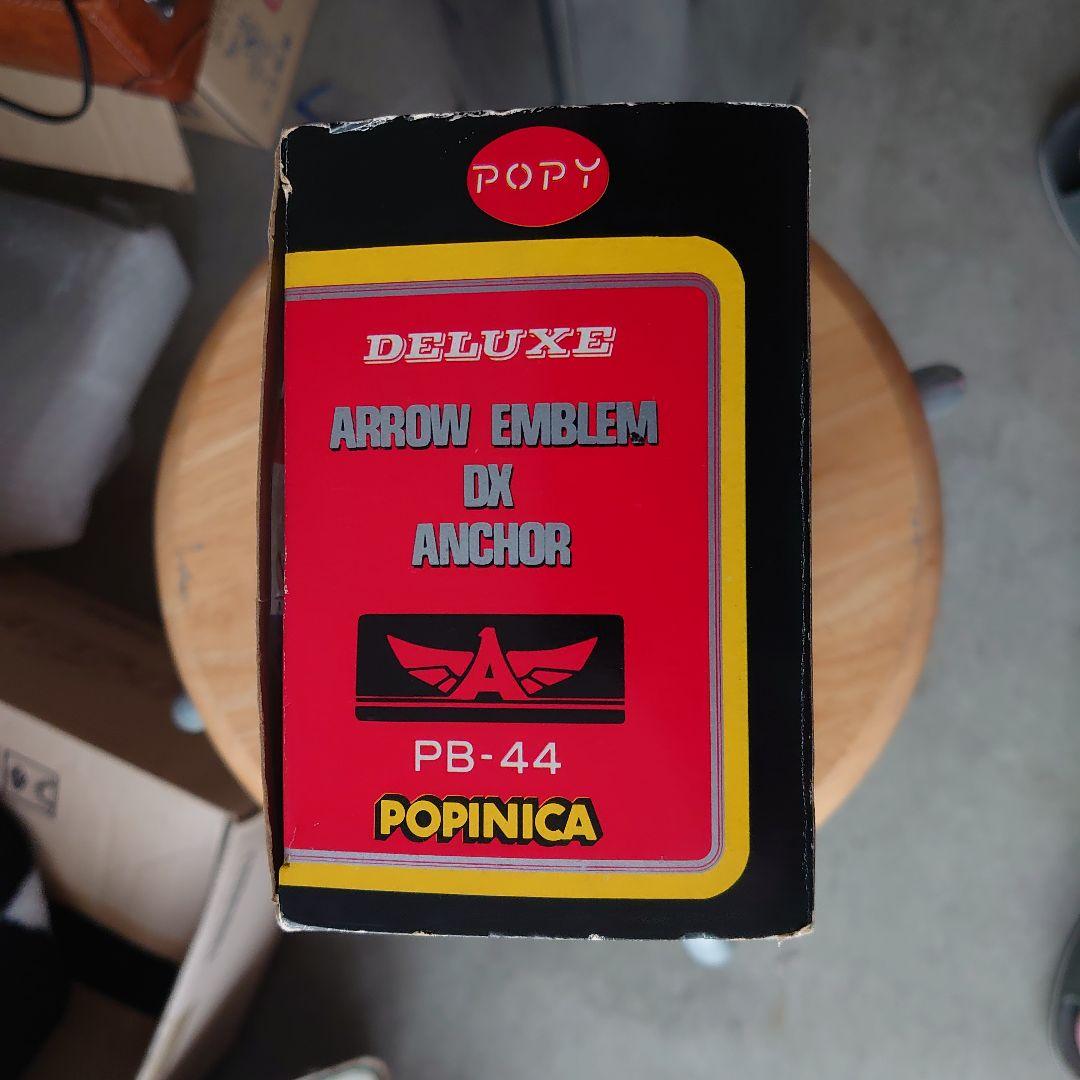 POPY
DELUXE
ARROW EMBLEM
DX
ANCHOR
A
PB-44
POPINICA